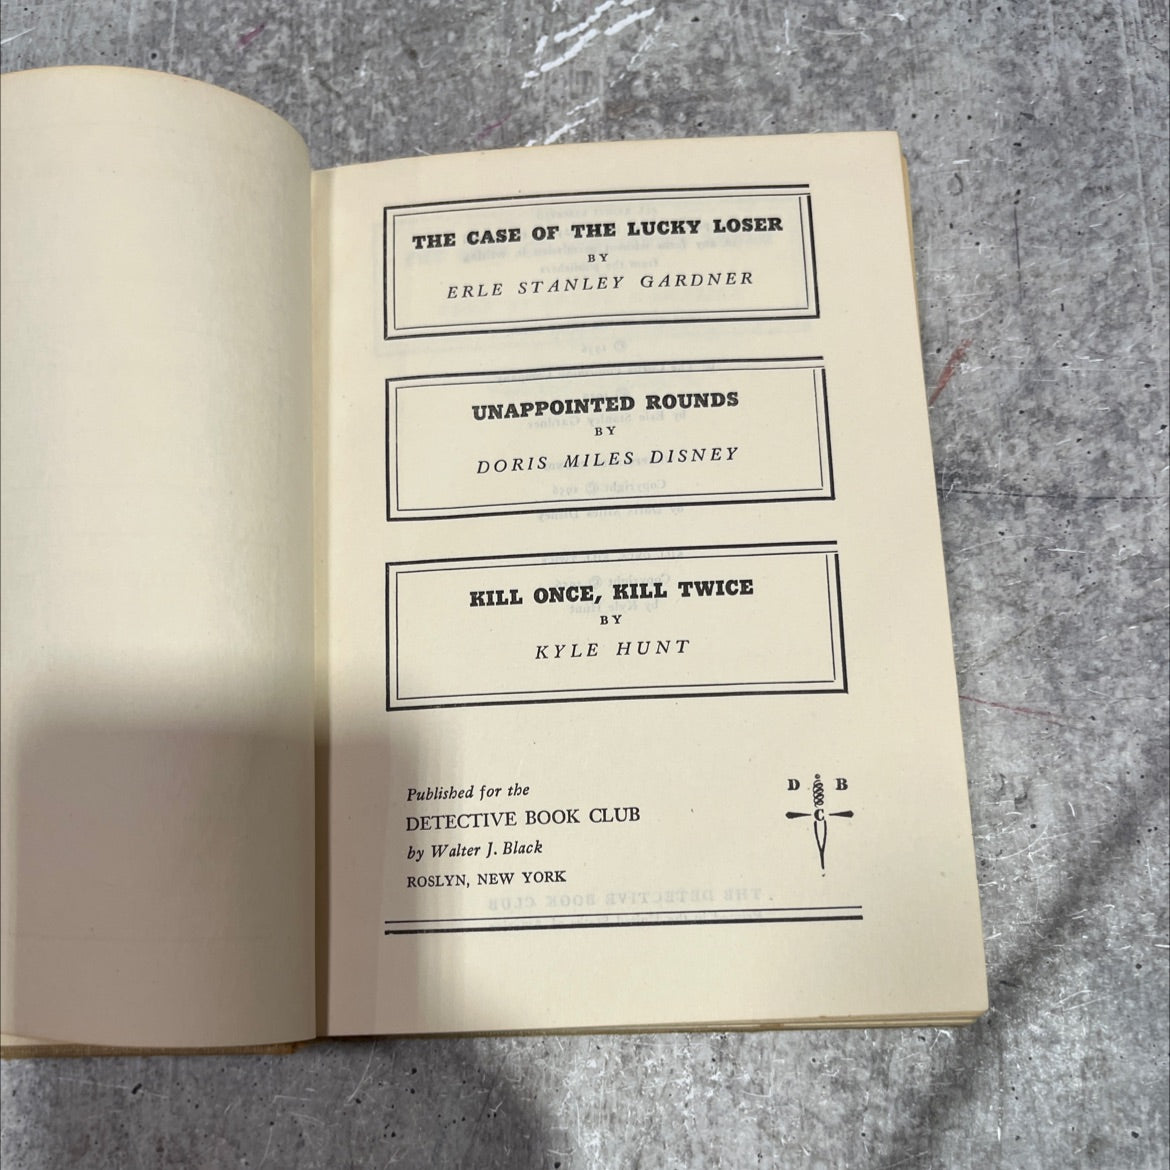 THE CASE OF THE LUCKY LOSER
BY
ERLE STANLEY GARDNER
UNAPPOINTED ROUNDS
BY
DORIS MILES DISNEY
KILL ONCE, KILL TWICE
BY
KYLE HUNT
Published for the
DETECTIVE BOOK CLUB
by Walter J. Black
ROSLYN, NEW YORK
D B
C